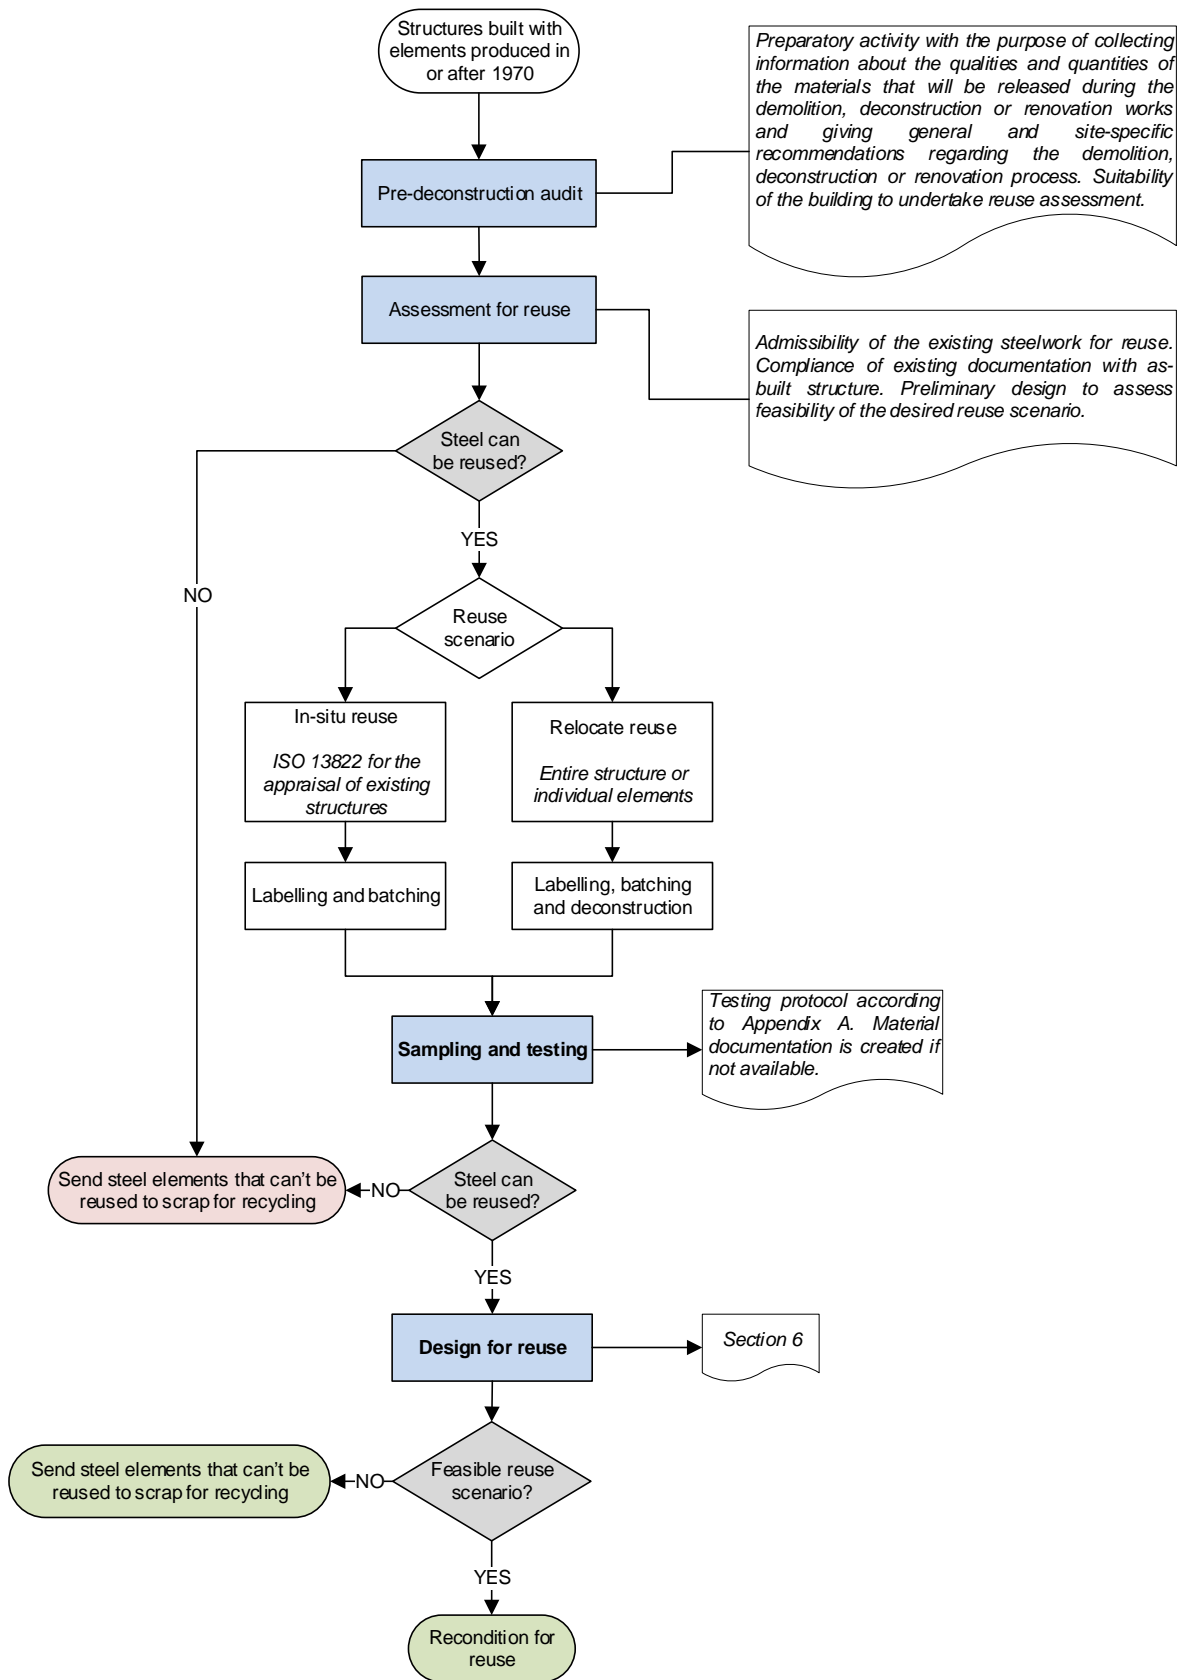 Structures built with
elements produced in
or after 1970
Preparatory activity with the purpose of collecting
information about the qualities and quantities of
the materials that will be released during the
demolition, deconstruction or renovation works
and giving general and site-specific
recommendations regarding the demolition,
deconstruction or renovation process. Suitability
of the building to undertake reuse assessment.
Pre-deconstruction audit
Assessment for reuse
Admissibility of the existing steelwork for reuse.
Compliance of existing documentation with as-
built structure. Preliminary design to assess
feasibility of the desired reuse scenario.
Steel can
be reused?
YES
NO
Reuse
scenario
In-situ reuse
ISO 13822 for the
appraisal of existing
structures
Relocate reuse
Entire structure or
individual elements
Labelling and batching
Labelling, batching
and deconstruction
Sampling and testing
Testing protocol according
to Appendix A. Material
documentation is created if
not available.
Send steel elements that can't be
reused to scrap for recycling
NO
Steel can
be reused?
YES
Design for reuse
Section 6
Send steel elements that can't be
reused to scrap for recycling
NO
Feasible reuse
scenario?
YES
Recondition for
reuse